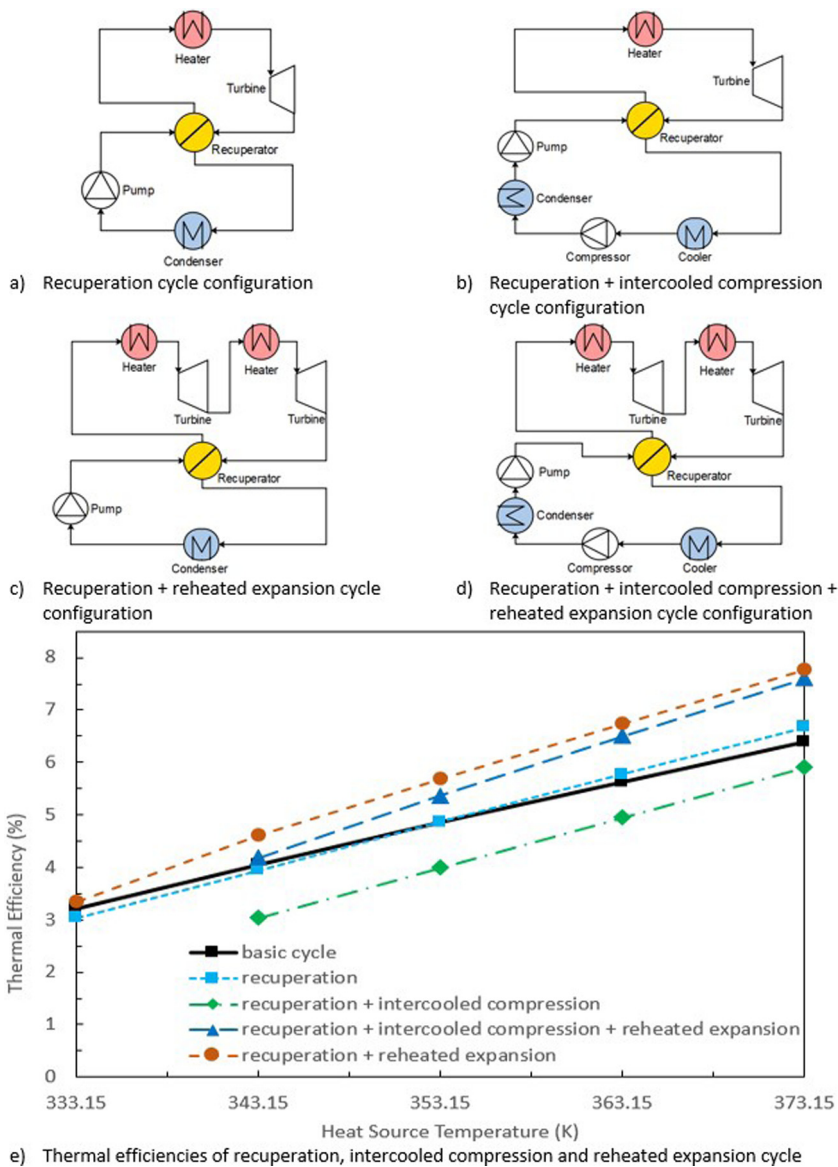 Heater
Turbine
Recuperator
Pump
Condenser
a) Recuperation cycle configuration
Heater
Turbine
Recuperator
Pump
Condenser
Compressor
Cooler
b) Recuperation + intercooled compression
cycle configuration
Heater
Heater
Turbine
Turbine
Recuperator
Pump
Condenser
c) Recuperation + reheated expansion cycle
configuration
Heater
Heater
Turbine
Turbine
Recuperator
Pump
Condenser
Compressor
Cooler
d) Recuperation + intercooled compression +
reheated expansion cycle configuration
Thermal Efficiency (%)
8
7
6
5
4
3
2
1
0
basic cycle
recuperation
recuperation + intercooled compression
recuperation + intercooled compression + reheated expansion
recuperation + reheated expansion
333.15 343.15 353.15 363.15 373.15
Heat Source Temperature (K)
e) Thermal efficiencies of recuperation, intercooled compression and reheated expansion cycle